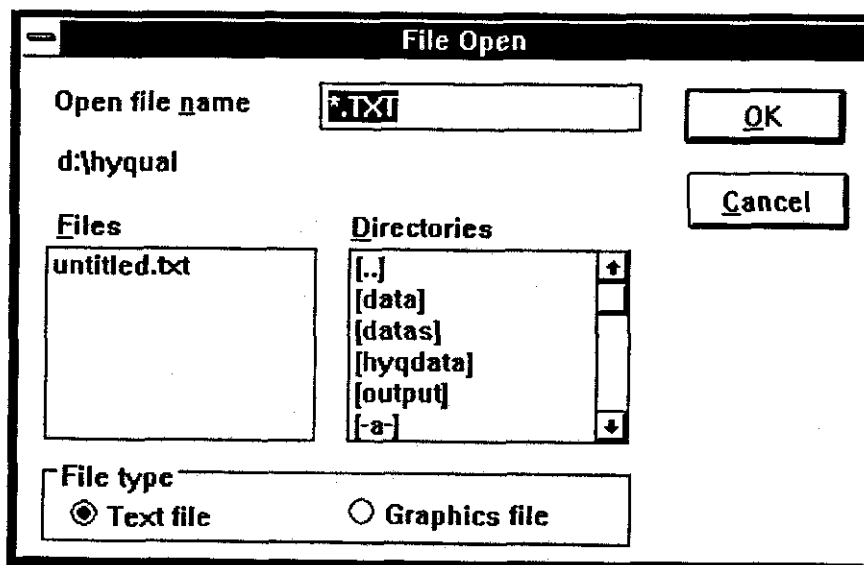 File Open
Open file name
*.TXT
OK
d:\hyqual
Cancel
Files
Directories
untitled.txt
[..]
[data]
[datas]
[hyqdata]
[output]
[-a-]
File type
Text file
Graphics file